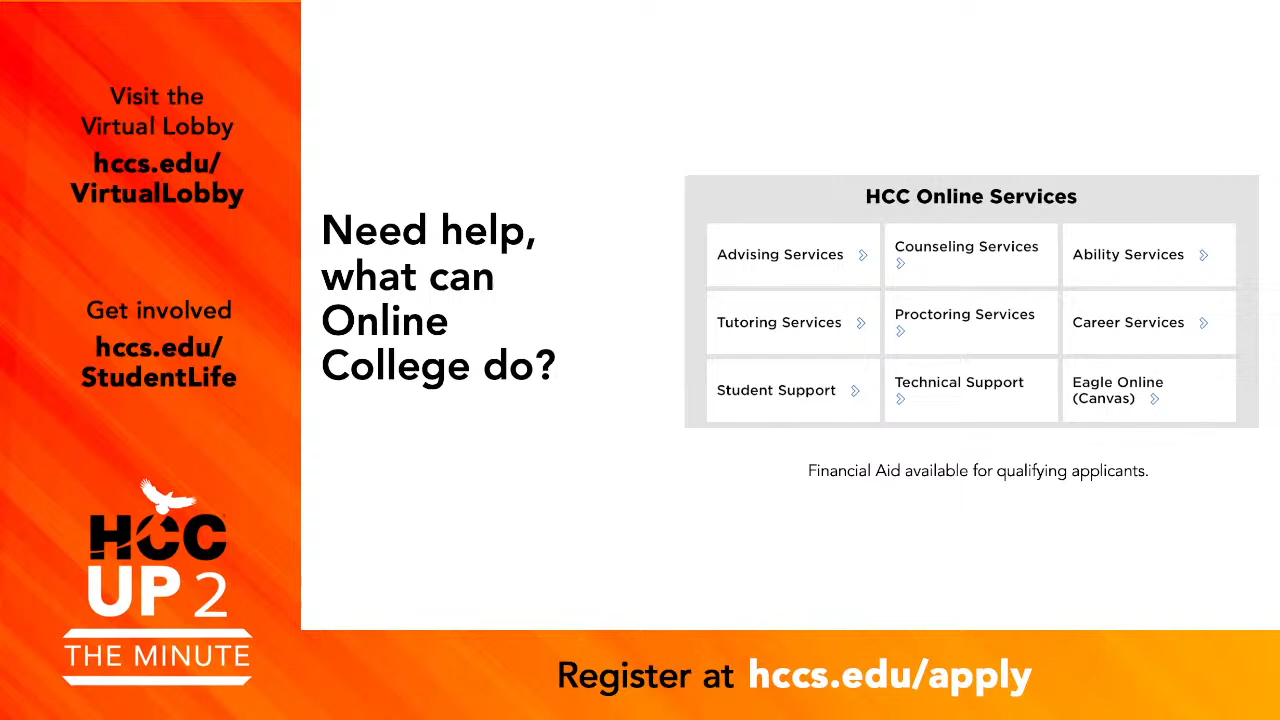 Visit the
Virtual Lobby
hccs.edu/
VirtualLobby
Get involved
hccs.edu/
StudentLife
HCC
UP 2
THE MINUTE
Need help,
what can
Online
College do?
HCC Online Services
Advising Services
Counseling Services
Ability Services
Tutoring Services
Proctoring Services
Career Services
Student Support
Technical Support
Eagle Online
(Canvas)
Financial Aid available for qualifying applicants.
Register at hccs.edu/apply